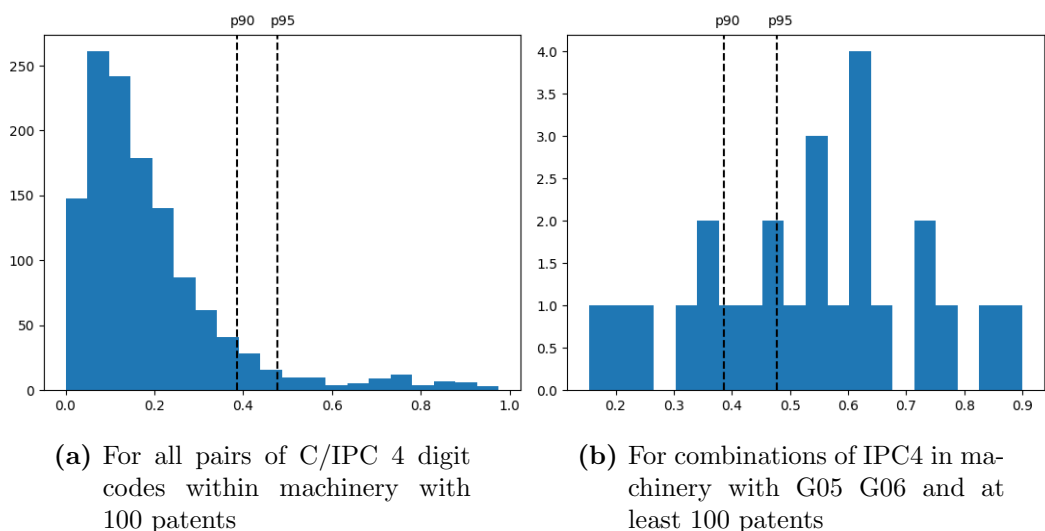 p90 p95
250
200
150
100
50
0
0.0 0.2 0.4 0.6 0.8 1.0
(a) For all pairs of C/IPC 4 digit
codes within machinery with
100 patents
p90 p95
4.0
3.5
3.0
2.5
2.0
1.5
1.0
0.5
0.0
0.2 0.3 0.4 0.5 0.6 0.7 0.8 0.9
(b) For combinations of IPC4 in ma-
chinery with G05 G06 and at
least 100 patents